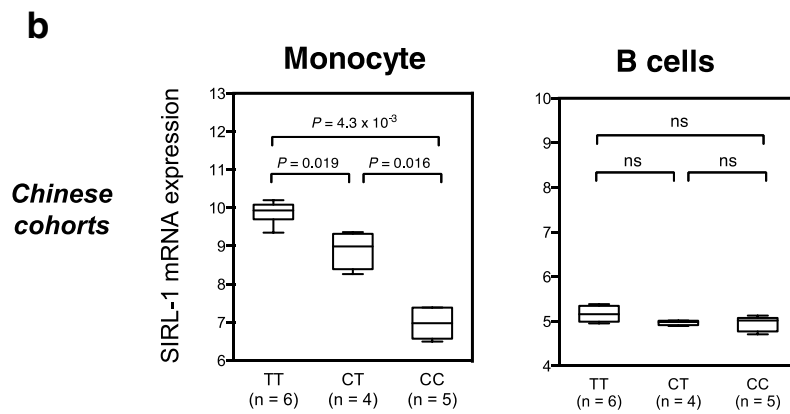 b
Monocyte
B cells
Chinese
cohorts
SIRL-1 mRNA expression
13
12
11
10
9
8
7
6
P = 4.3 x 10-3
P = 0.019
P = 0.016
TT
(n = 6)
CT
(n = 4)
CC
(n = 5)
10
9
8
7
6
5
4
ns
ns
ns
TT
(n = 6)
CT
(n = 4)
CC
(n = 5)